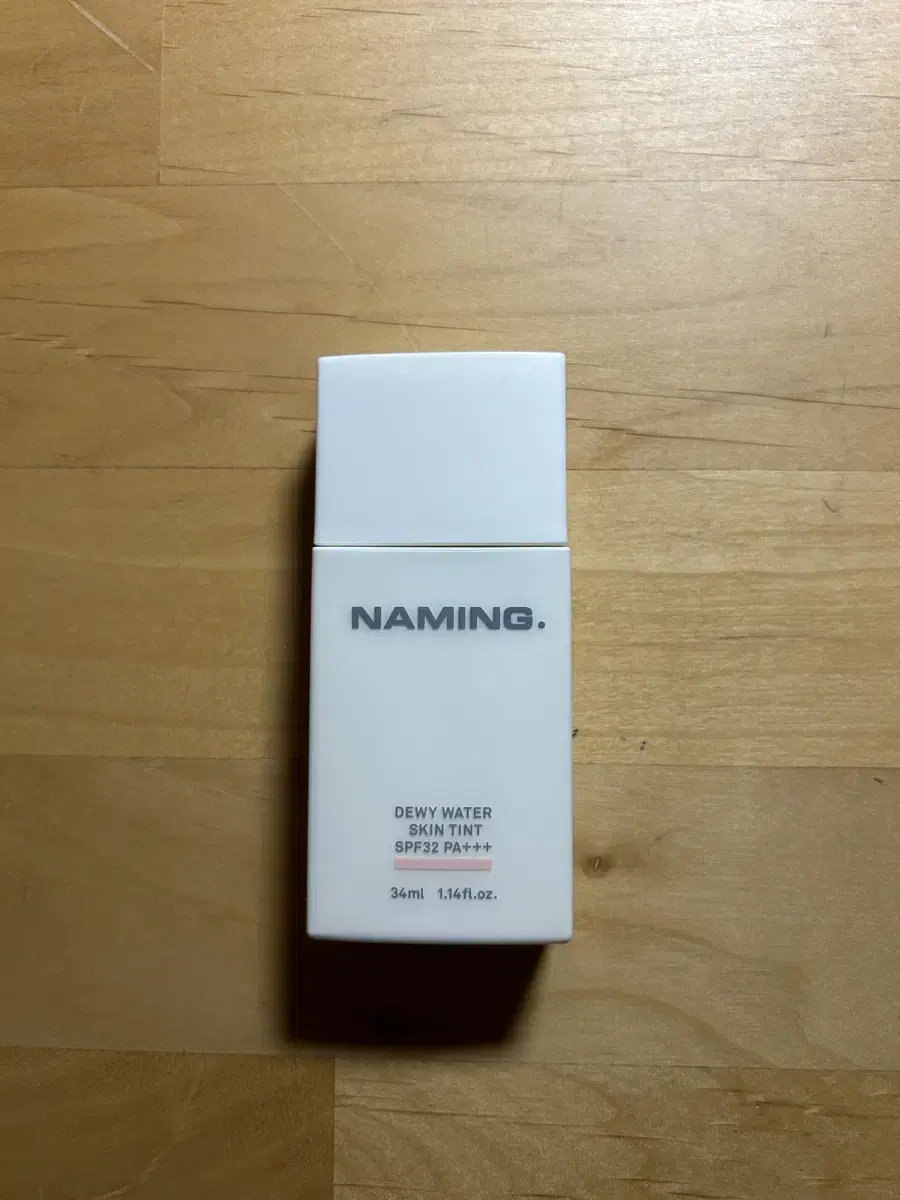 NAMING.
DEWY WATER
SKIN TINT
SPF32 PA+++
34ml 1.14fl.oz.